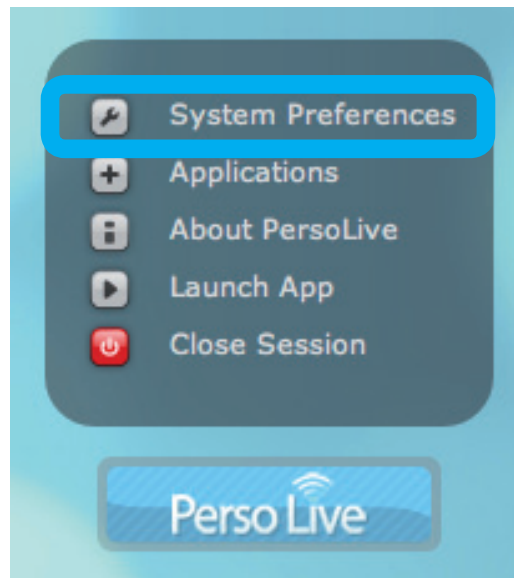 System Preferences
Applications
About PersoLive
Launch App
Close Session
Perso Live